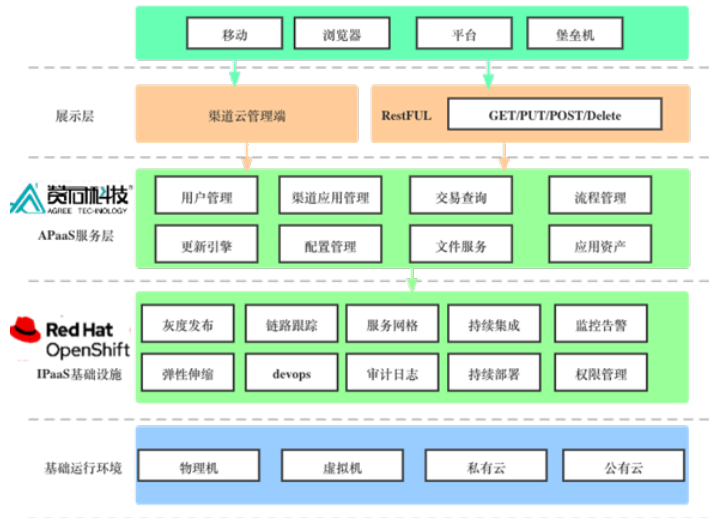 移动 浏览器 平台 堡垒机
展示层 渠道云管理端 RestFUL GET/PUT/POST/Delete
赞同科技
AGREE TECHNOLOGY
APaaS服务层
用户管理 渠道应用管理 交易查询 流程管理
更新引擎 配置管理 文件服务 应用资产
Red Hat
OpenShift
IPaaS基础设施
灰度发布 链路跟踪 服务网格 持续集成 监控告警
弹性伸缩 devops 审计日志 持续部署 权限管理
基础运行环境 物理机 虚拟机 私有云 公有云